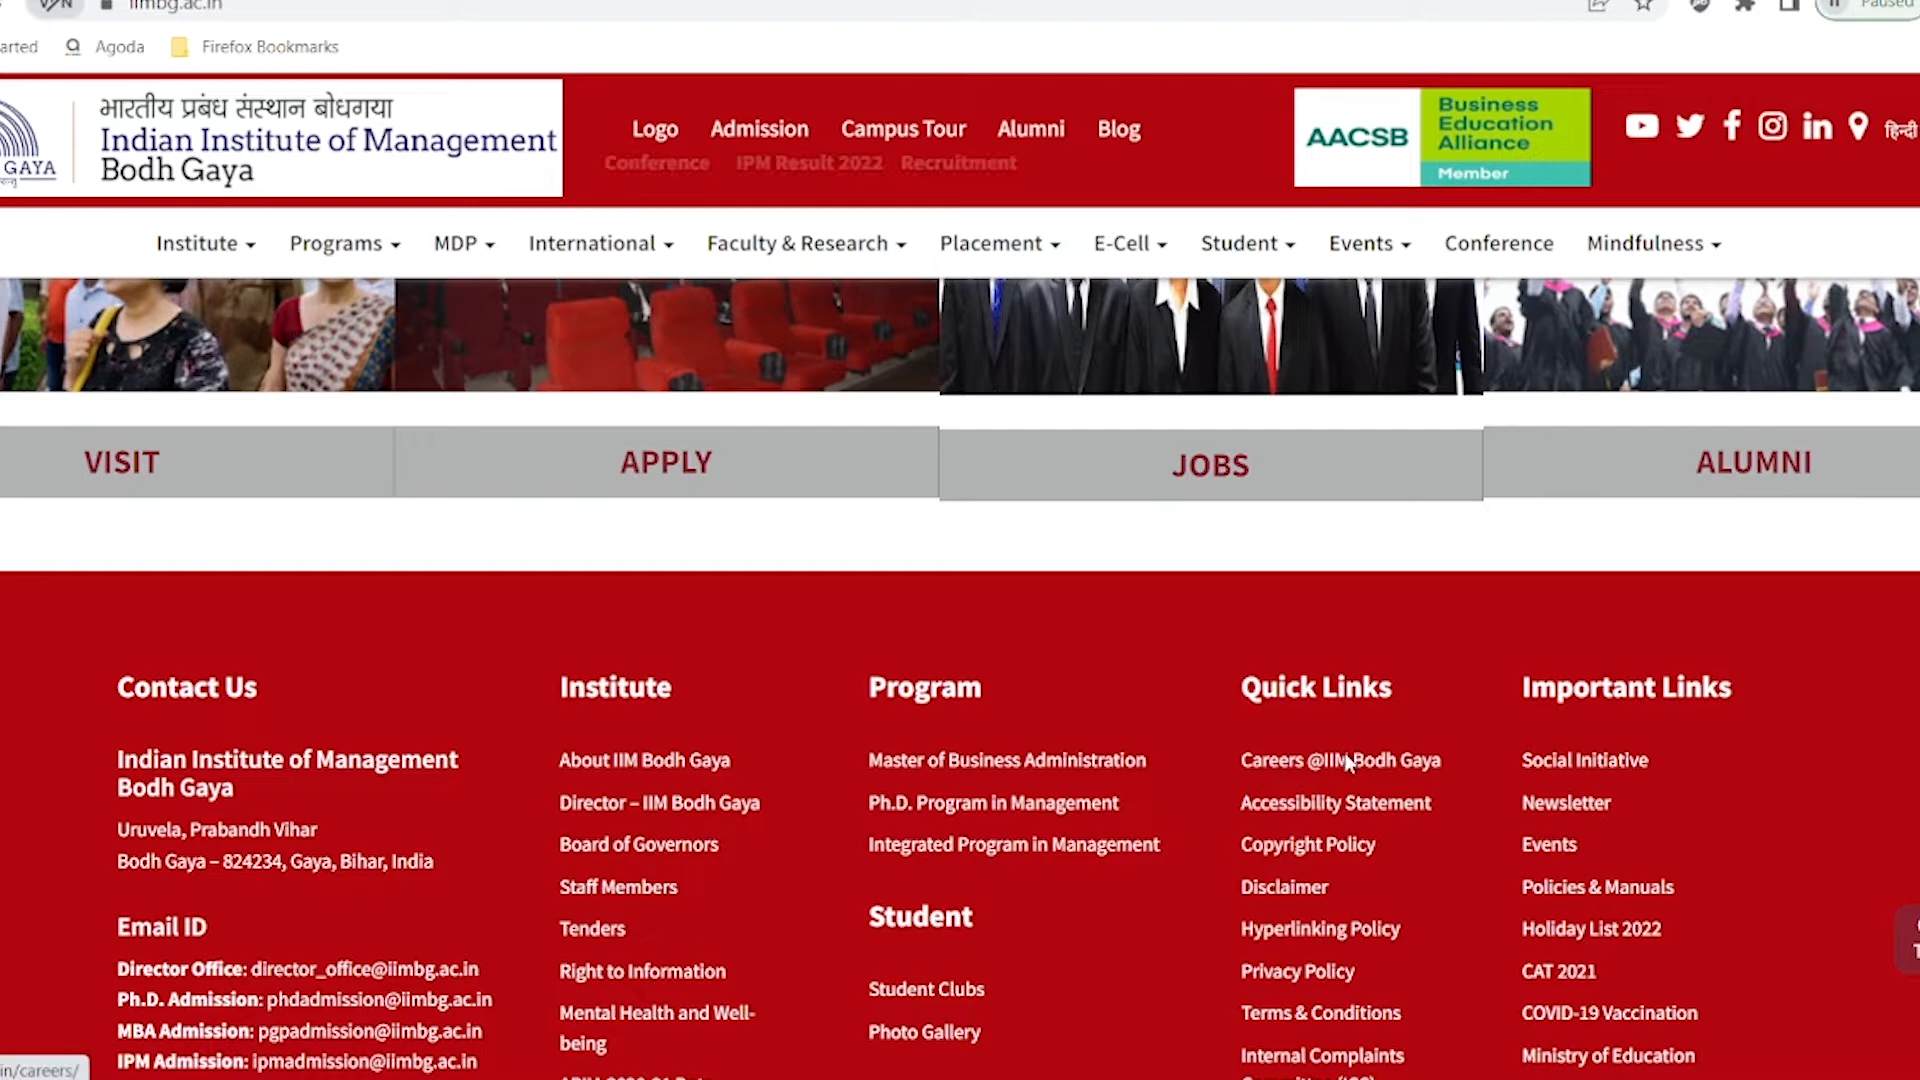 iimbg.ac.in
Paused
arted
Agoda
Firefox Bookmarks
GAYA
भारतीय प्रबंध संस्थान बोधगया
Indian Institute of Management
Bodh Gaya
Logo Admission Campus Tour Alumni Blog
Conference IPM Result 2022 Recruitment
AACSB
Business
Education
Alliance
Member
हिन्दी
Institute Programs MDP International Faculty & Research Placement E-Cell Student Events Conference Mindfulness
VISIT
APPLY
JOBS
ALUMNI
Contact Us
Indian Institute of Management
Bodh Gaya
Uruvela, Prabandh Vihar
Bodh Gaya – 824234, Gaya, Bihar, India
Email ID
Director Office: director_office@iimbg.ac.in
Ph.D. Admission: phdadmission@iimbg.ac.in
MBA Admission: pgpadmission@iimbg.ac.in
IPM Admission: ipmadmission@iimbg.ac.in
Institute
About IIM Bodh Gaya
Director – IIM Bodh Gaya
Board of Governors
Staff Members
Tenders
Right to Information
Mental Health and Well-
being
Program
Master of Business Administration
Ph.D. Program in Management
Integrated Program in Management
Student
Student Clubs
Photo Gallery
Quick Links
Careers @IIM Bodh Gaya
Accessibility Statement
Copyright Policy
Disclaimer
Hyperlinking Policy
Privacy Policy
Terms & Conditions
Internal Complaints
Important Links
Social Initiative
Newsletter
Events
Policies & Manuals
Holiday List 2022
CAT 2021
COVID-19 Vaccination
Ministry of Education
in/careers/